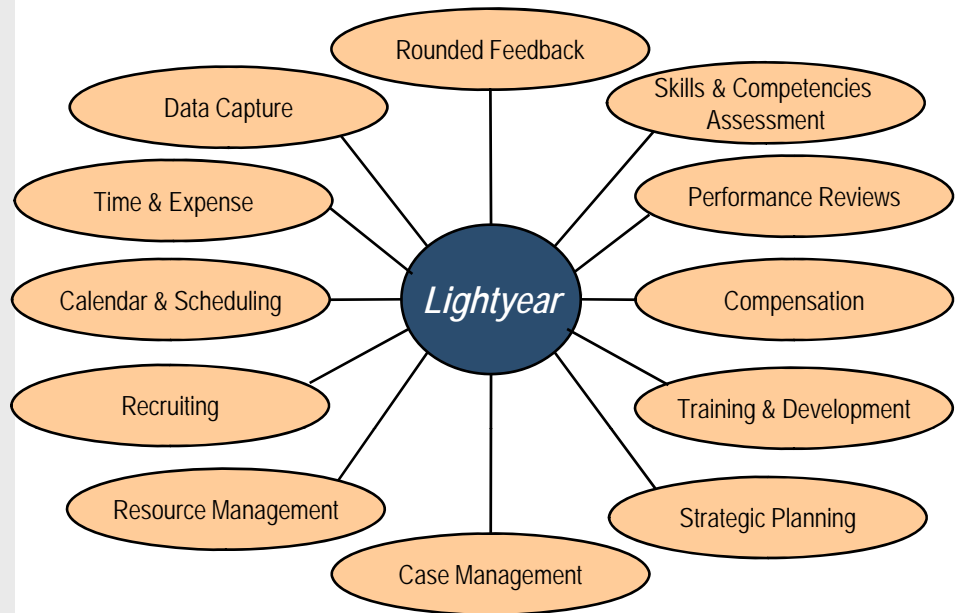 Rounded Feedback
Skills & Competencies
Assessment
Data Capture
Performance Reviews
Time & Expense
Lightyear
Calendar & Scheduling
Compensation
Recruiting
Training & Development
Resource Management
Strategic Planning
Case Management